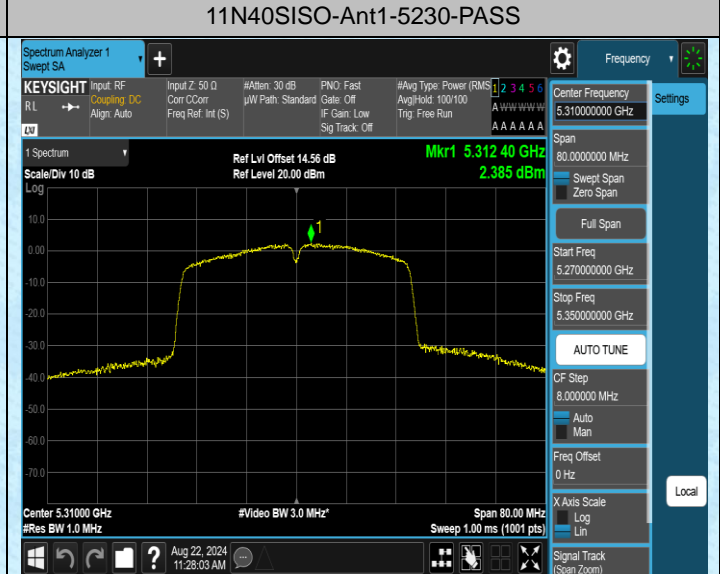 11N40SISO-Ant1-5230-PASS
Spectrum Analyzer 1
Swept SA
Frequency
KEYSIGHT
RL
LXI
Input: RF
Coupling: DC
Align: Auto
Input Z: 50 Ω
Corr CCorr
Freq Ref: Int (S)
#Atten: 30 dB
µW Path: Standard
PNO: Fast
Gate: Off
IF Gain: Low
Sig Track: Off
#Avg Type: Power (RMS
Avg|Hold: 100/100
Trig: Free Run
1 2 3 4 5 6
A W W W W W
A A A A A A
1 Spectrum
Scale/Div 10 dB
Log
Ref Lvl Offset 14.56 dB
Ref Level 20.00 dBm
Mkr1 5.312 40 GHz
2.385 dBm
10.0
0.00
-10.0
-20.0
-30.0
-40.0
-50.0
-60.0
-70.0
1
Center 5.31000 GHz
#Res BW 1.0 MHz
#Video BW 3.0 MHz*
Span 80.00 MHz
Sweep 1.00 ms (1001 pts)
Aug 22, 2024
11:28:03 AM
Center Frequency
5.310000000 GHz
Settings
Span
80.0000000 MHz
Swept Span
Zero Span
Full Span
Start Freq
5.270000000 GHz
Stop Freq
5.350000000 GHz
AUTO TUNE
CF Step
8.000000 MHz
Auto
Man
Freq Offset
0 Hz
X Axis Scale
Log
Lin
Signal Track
(Span Zoom)
Local